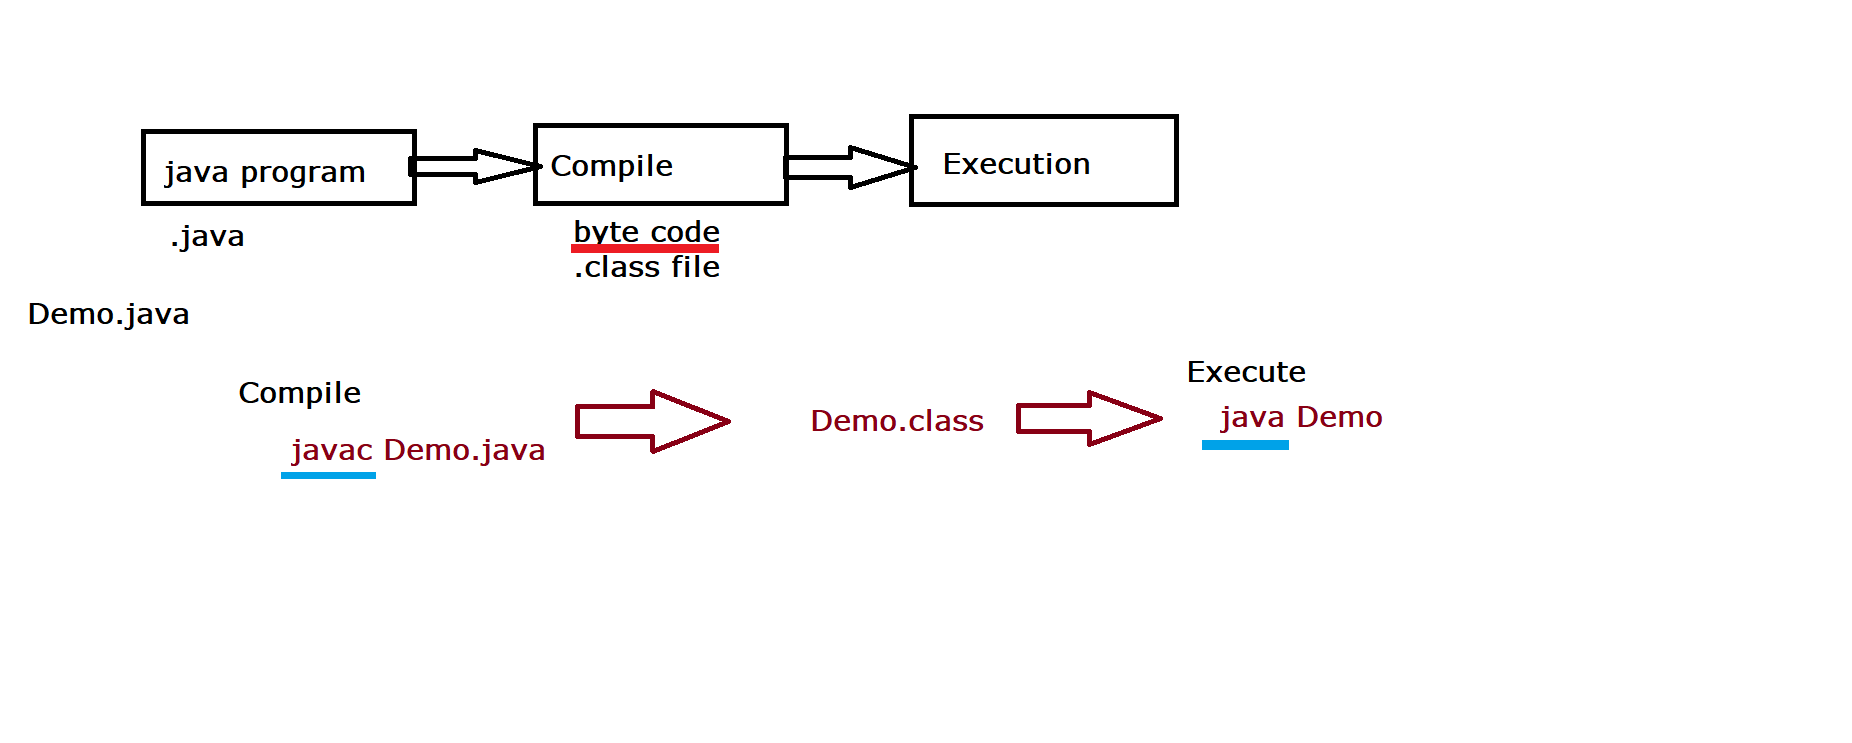 java program
Compile
Execution
.java
byte code
.class file
Demo.java
Compile
javac Demo.java
Demo.class
Execute
java Demo